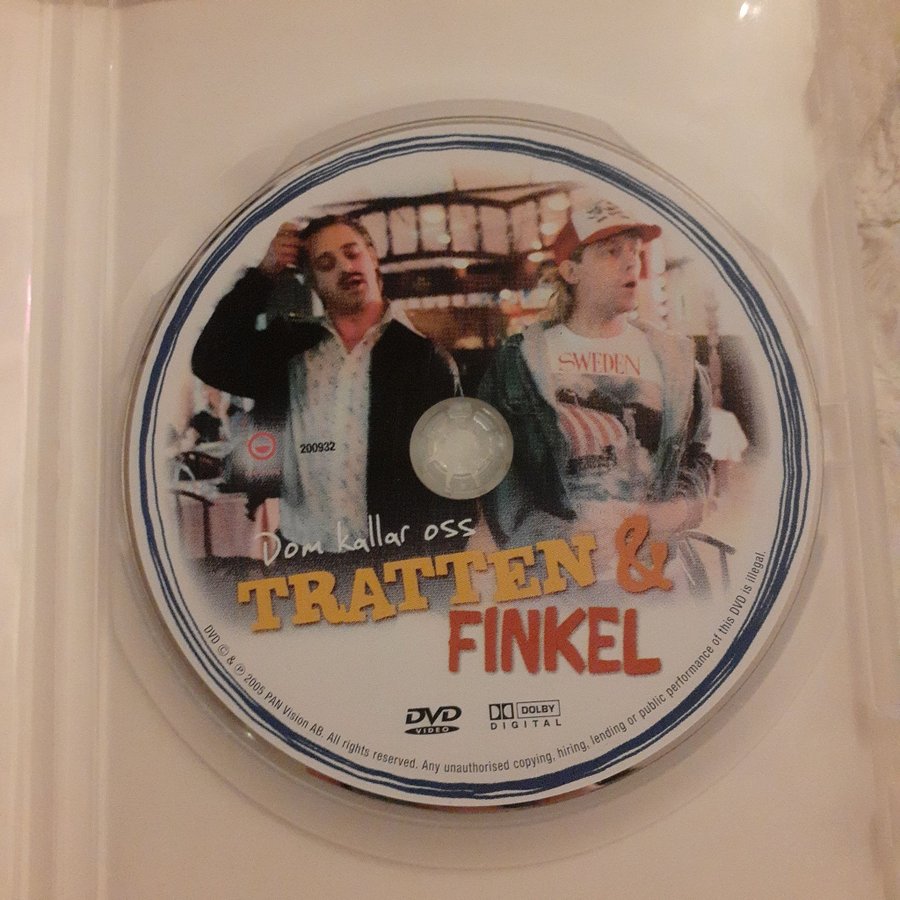 SWEDEN
200932
Dom kallar oss
TRATTEN &
FINKEL
DVD
VIDEO
DOLBY
DIGITAL
DVD © & ℗ 2005 PAN Vision AB. All rights reserved. Any unauthorised copying, hiring, lending or public performance of this DVD is illegal.